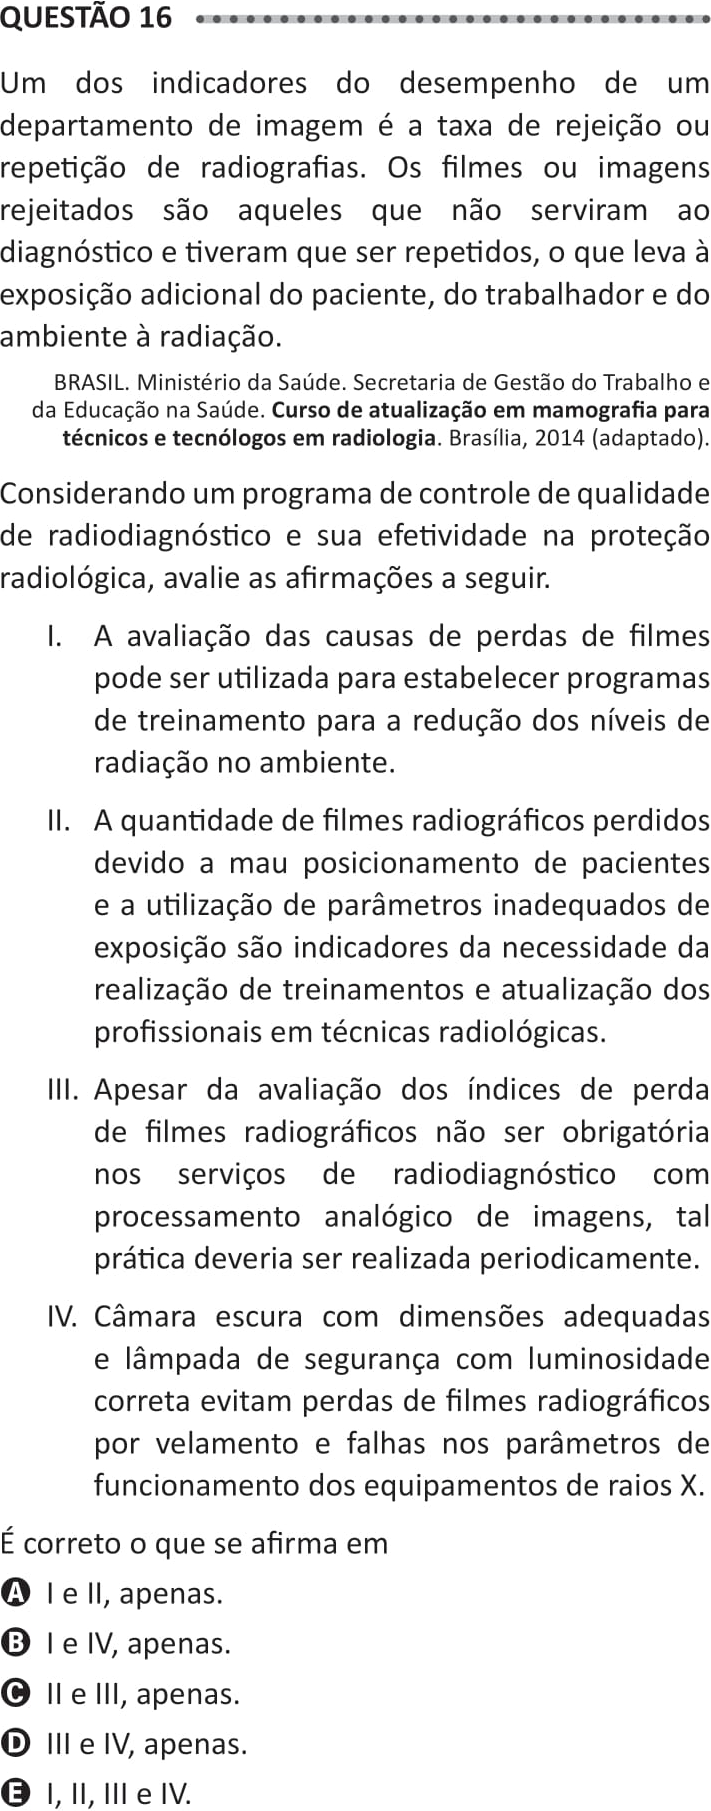 QUESTÃO 16
Um dos indicadores do desempenho de um
departamento de imagem é a taxa de rejeição ou
repetição de radiografias. Os filmes ou imagens
rejeitados são aqueles que não serviram ao
diagnóstico e tiveram que ser repetidos, o que leva à
exposição adicional do paciente, do trabalhador e do
ambiente à radiação.
BRASIL. Ministério da Saúde. Secretaria de Gestão do Trabalho e
da Educação na Saúde. Curso de atualização em mamografia para
técnicos e tecnólogos em radiologia. Brasília, 2014 (adaptado).
Considerando um programa de controle de qualidade
de radiodiagnóstico e sua efetividade na proteção
radiológica, avalie as afirmações a seguir.
I. A avaliação das causas de perdas de filmes
pode ser utilizada para estabelecer programas
de treinamento para a redução dos níveis de
radiação no ambiente.
II. A quantidade de filmes radiográficos perdidos
devido a mau posicionamento de pacientes
e a utilização de parâmetros inadequados de
exposição são indicadores da necessidade da
realização de treinamentos e atualização dos
profissionais em técnicas radiológicas.
III. Apesar da avaliação dos índices de perda
de filmes radiográficos não ser obrigatória
nos serviços de radiodiagnóstico com
processamento analógico de imagens, tal
prática deveria ser realizada periodicamente.
IV. Câmara escura com dimensões adequadas
e lâmpada de segurança com luminosidade
correta evitam perdas de filmes radiográficos
por velamento e falhas nos parâmetros de
funcionamento dos equipamentos de raios X.
É correto o que se afirma em
A I e II, apenas.
B I e IV, apenas.
C II e III, apenas.
D III e IV, apenas.
E I, II, III e IV.